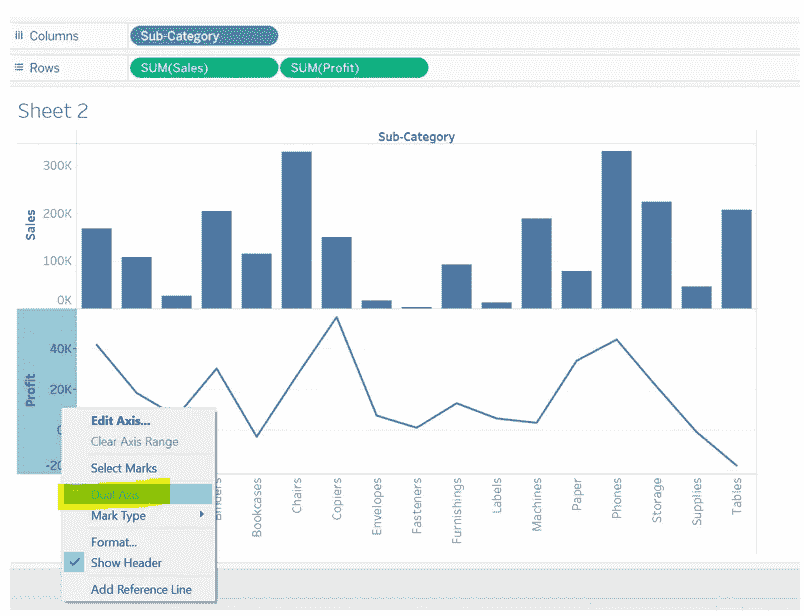 Columns
Sub-Category
Rows
SUM(Sales)
SUM(Profit)
Sheet 2
Sub-Category
Sales
300K
200K
100K
0K
Profit
40K
20K
-20
Edit Axis...
Clear Axis Range
Select Marks
Dual Axis
Mark Type
Format...
Show Header
Add Reference Line
Bookcases
Chairs
Copiers
Envelopes
Fasteners
Furnishings
Labels
Machines
Paper
Phones
Storage
Supplies
Tables